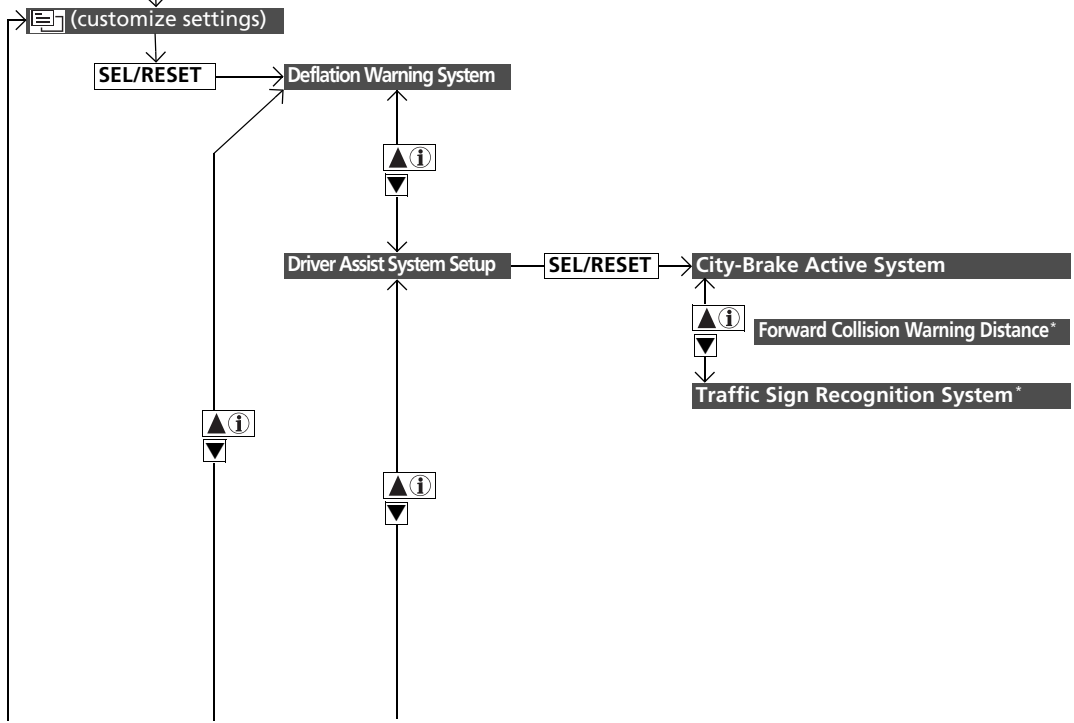 (customize settings)
SEL/RESET
Deflation Warning System
▲ⓘ
▼
Driver Assist System Setup
SEL/RESET
City-Brake Active System
▲ⓘ
▼
Forward Collision Warning Distance*
Traffic Sign Recognition System*
▲ⓘ
▼
▲ⓘ
▼